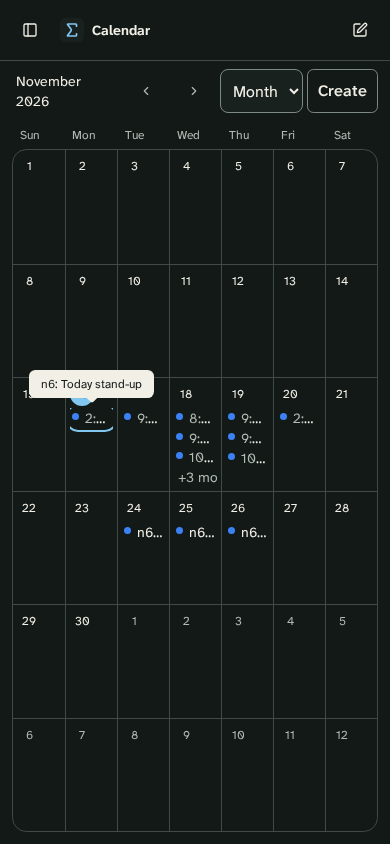 Calendar
November
2026
Month
Create
Sun Mon Tue Wed Thu Fri Sat
1 2 3 4 5 6 7
8 9 10 11 12 13 14
n6: Today stand-up
18 19 20 21
2:... 9:... 8:... 9:... 2:...
9:... 9:...
10... 10...
+3 mo
22 23 24 25 26 27 28
n6... n6... n6...
29 30 1 2 3 4 5
6 7 8 9 10 11 12